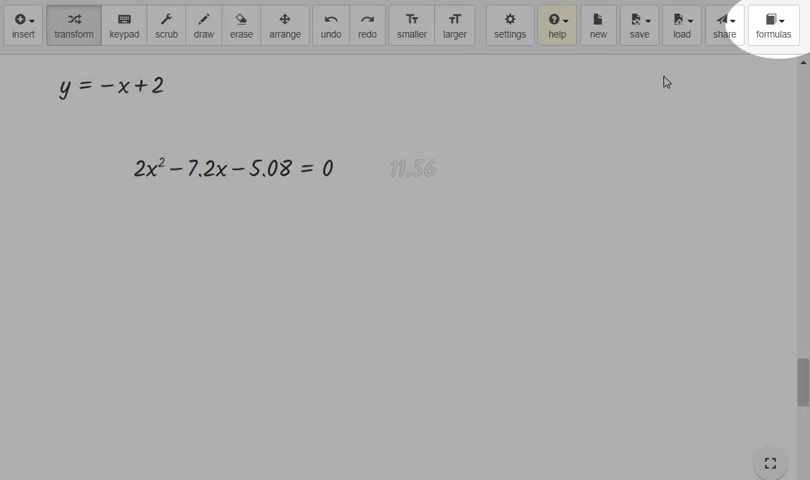 insert transform keypad scrub draw erase arrange undo redo smaller larger settings help new save load share formulas
y = −x + 2
2x² − 7.2x − 5.08 = 0 11.56